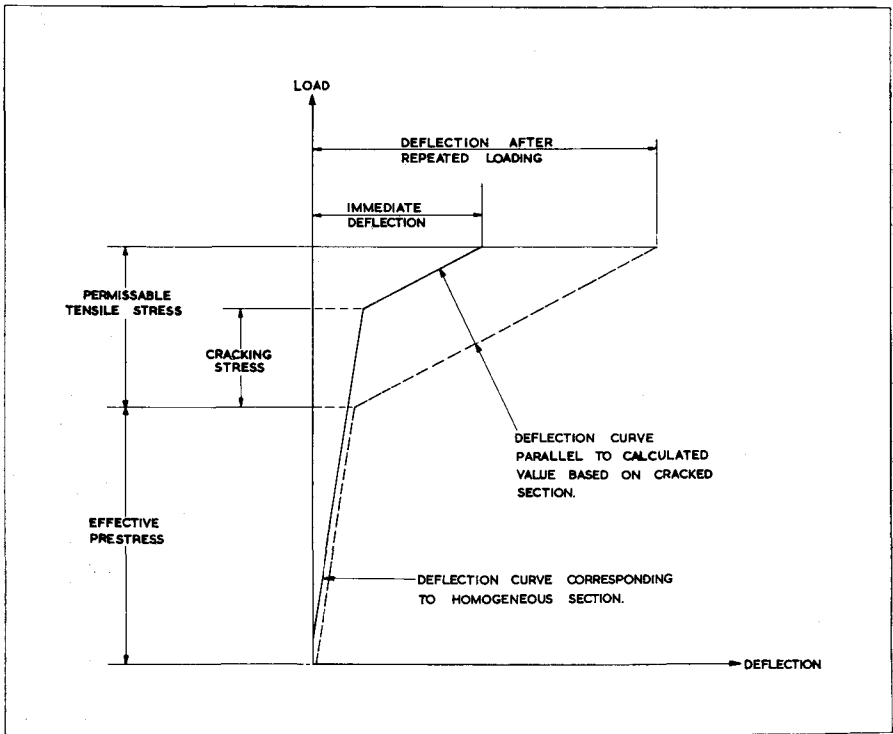 LOAD
DEFLECTION AFTER
REPEATED LOADING
IMMEDIATE
DEFLECTION
PERMISSABLE
TENSILE STRESS
CRACKING
STRESS
DEFLECTION CURVE
PARALLEL TO CALCULATED
VALUE BASED ON CRACKED
SECTION.
EFFECTIVE
PRESTRESS
DEFLECTION CURVE CORRESPONDING
TO HOMOGENEOUS SECTION.
DEFLECTION